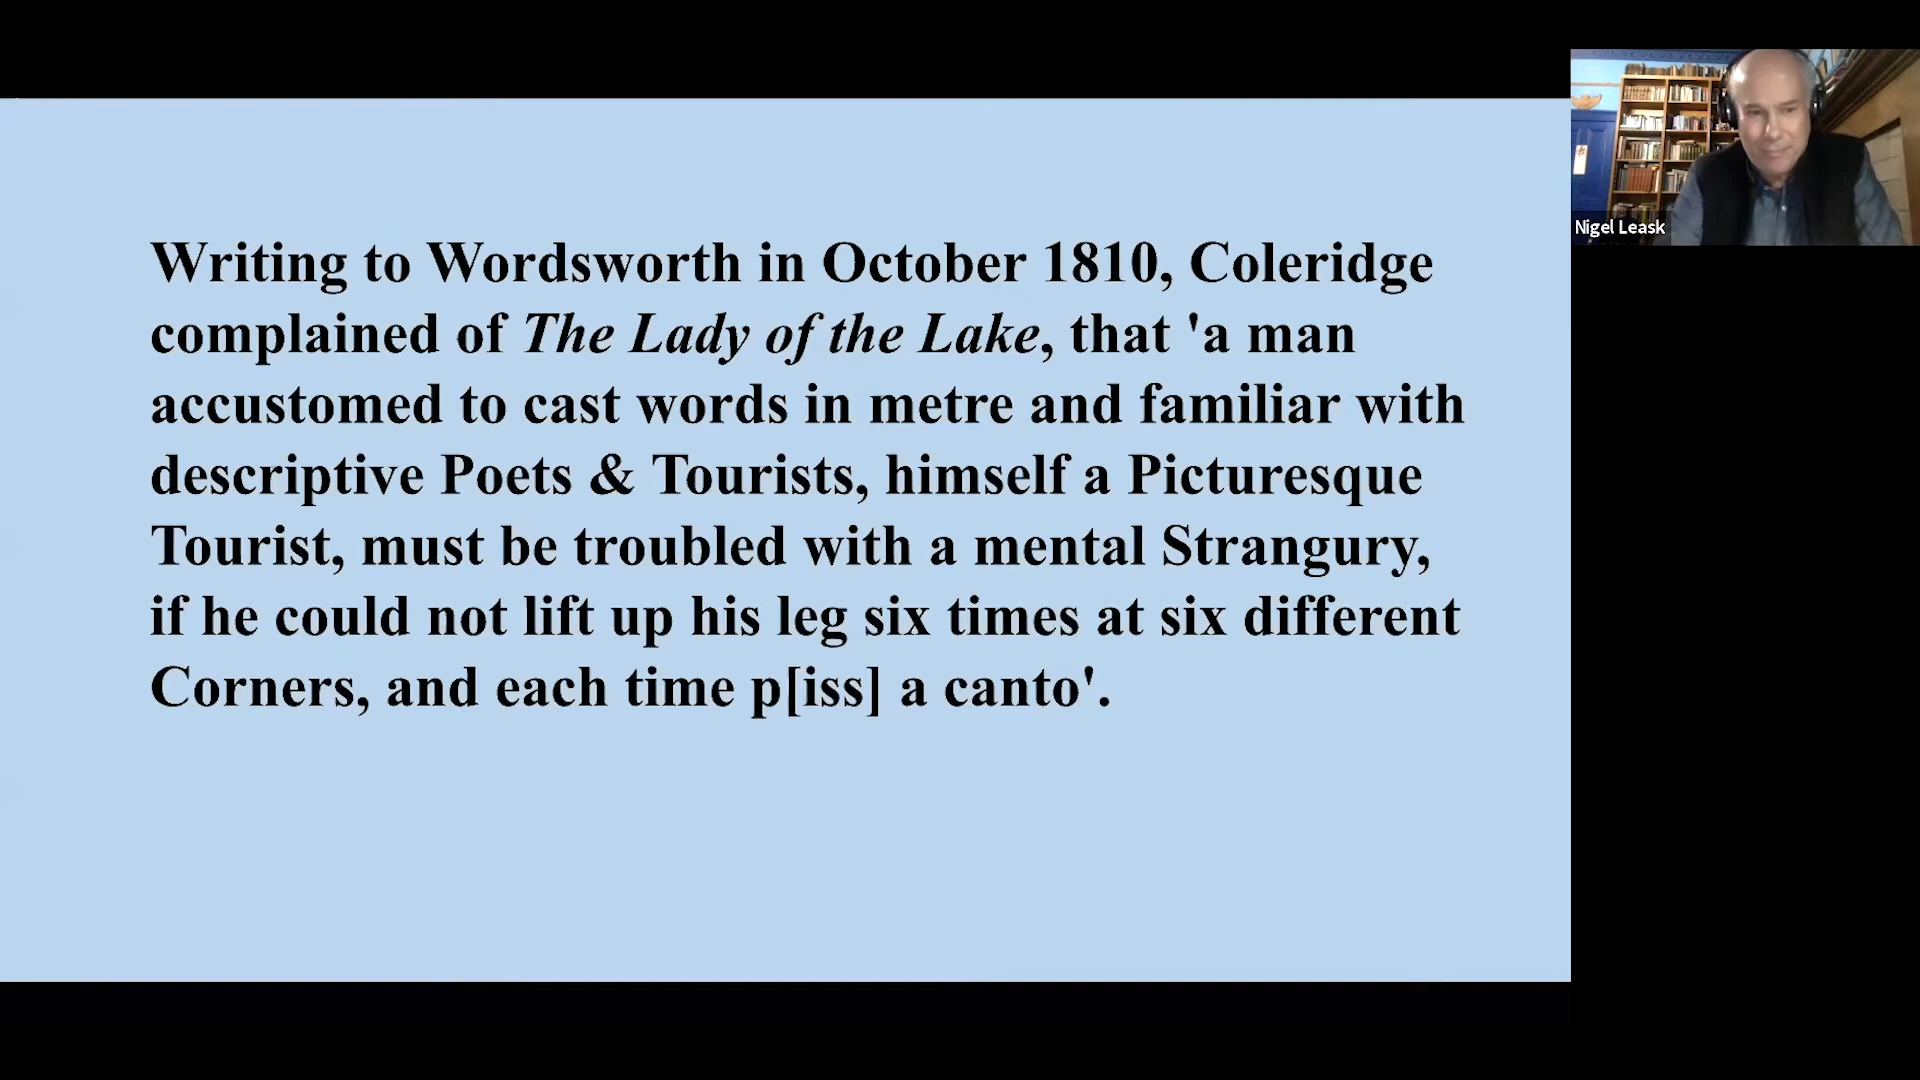 Writing to Wordsworth in October 1810, Coleridge
complained of The Lady of the Lake, that 'a man
accustomed to cast words in metre and familiar with
descriptive Poets & Tourists, himself a Picturesque
Tourist, must be troubled with a mental Strangury,
if he could not lift up his leg six times at six different
Corners, and each time p[iss] a canto'.
Nigel Leask